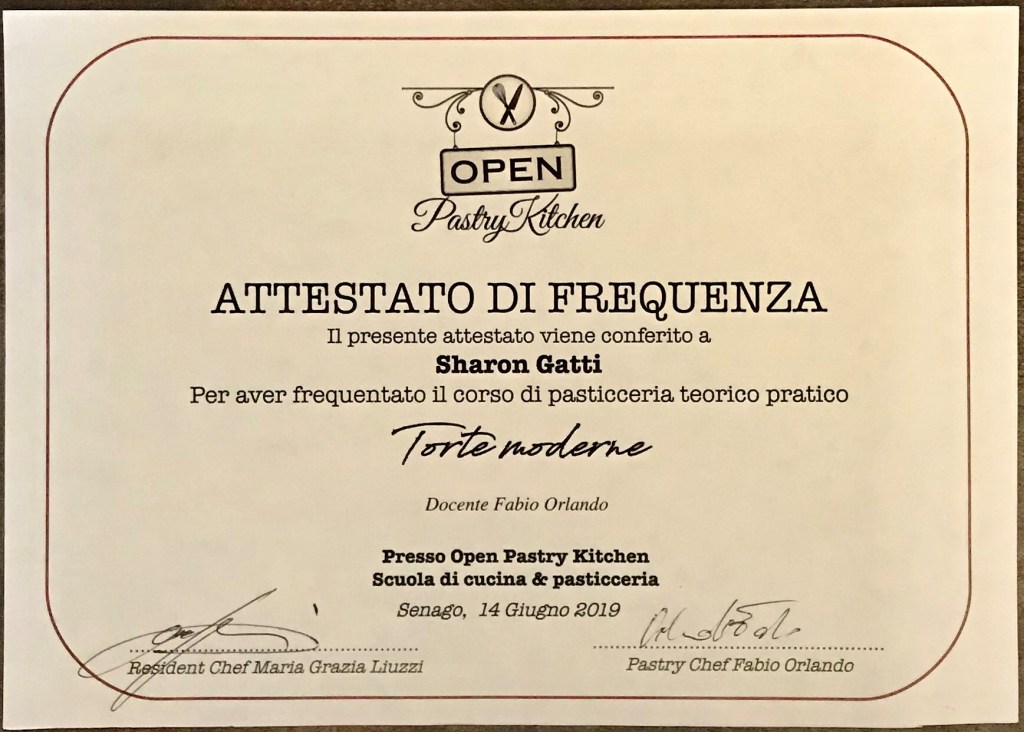 OPEN
Pastry Kitchen
ATTESTATO DI FREQUENZA
Il presente attestato viene conferito a
Sharon Gatti
Per aver frequentato il corso di pasticceria teorico pratico
Torte moderne
Docente Fabio Orlando
Presso Open Pastry Kitchen
Scuola di cucina & pasticceria
Senago, 14 Giugno 2019
Resident Chef Maria Grazia Liuzzi
Pastry Chef Fabio Orlando